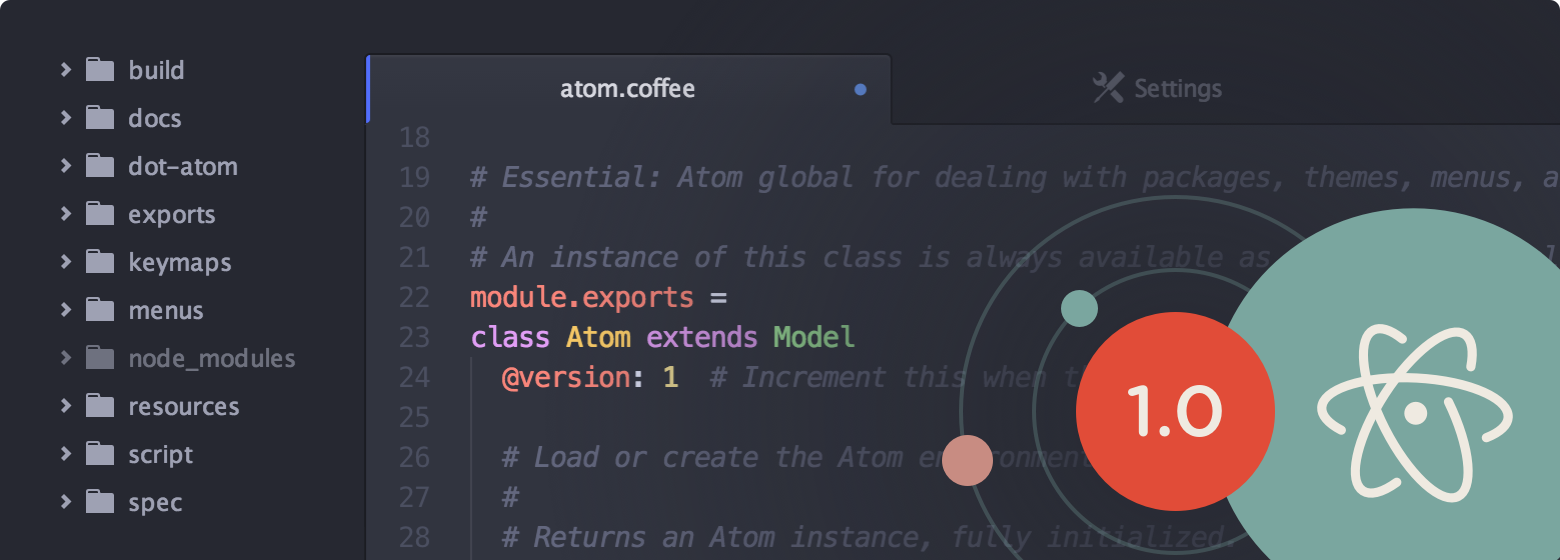 build
docs
dot-atom
exports
keymaps
menus
node_modules
resources
script
spec
atom.coffee
Settings
18
19 # Essential: Atom global for dealing with packages, themes, menus, a
20 #
21 # An instance of this class is always available as
22 module.exports =
23 class Atom extends Model
24 @version: 1 # Increment this when
25
26 # Load or create the Atom environment
27 #
28 # Returns an Atom instance, fully initialized.
1.0